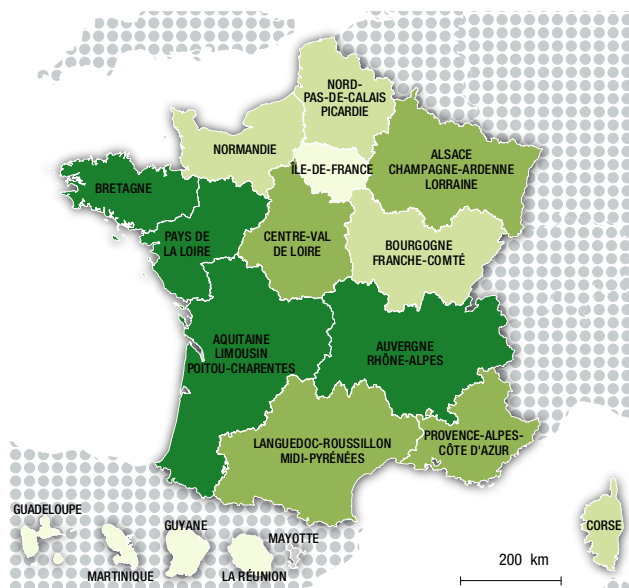 NORD-
PAS-DE-CALAIS
PICARDIE
NORMANDIE
ÎLE-DE-FRANCE
ALSACE
CHAMPAGNE-ARDENNE
LORRAINE
BRETAGNE
PAYS DE
LA LOIRE
CENTRE-VAL
DE LOIRE
BOURGOGNE
FRANCHE-COMTÉ
AQUITAINE
LIMOUSIN
POITOU-CHARENTES
AUVERGNE
RHÔNE-ALPES
LANGUEDOC-ROUSSILLON
MIDI-PYRÉNÉES
PROVENCE-ALPES-
CÔTE D'AZUR
GUADELOUPE
MARTINIQUE
GUYANE
LA RÉUNION
MAYOTTE
CORSE
200 km